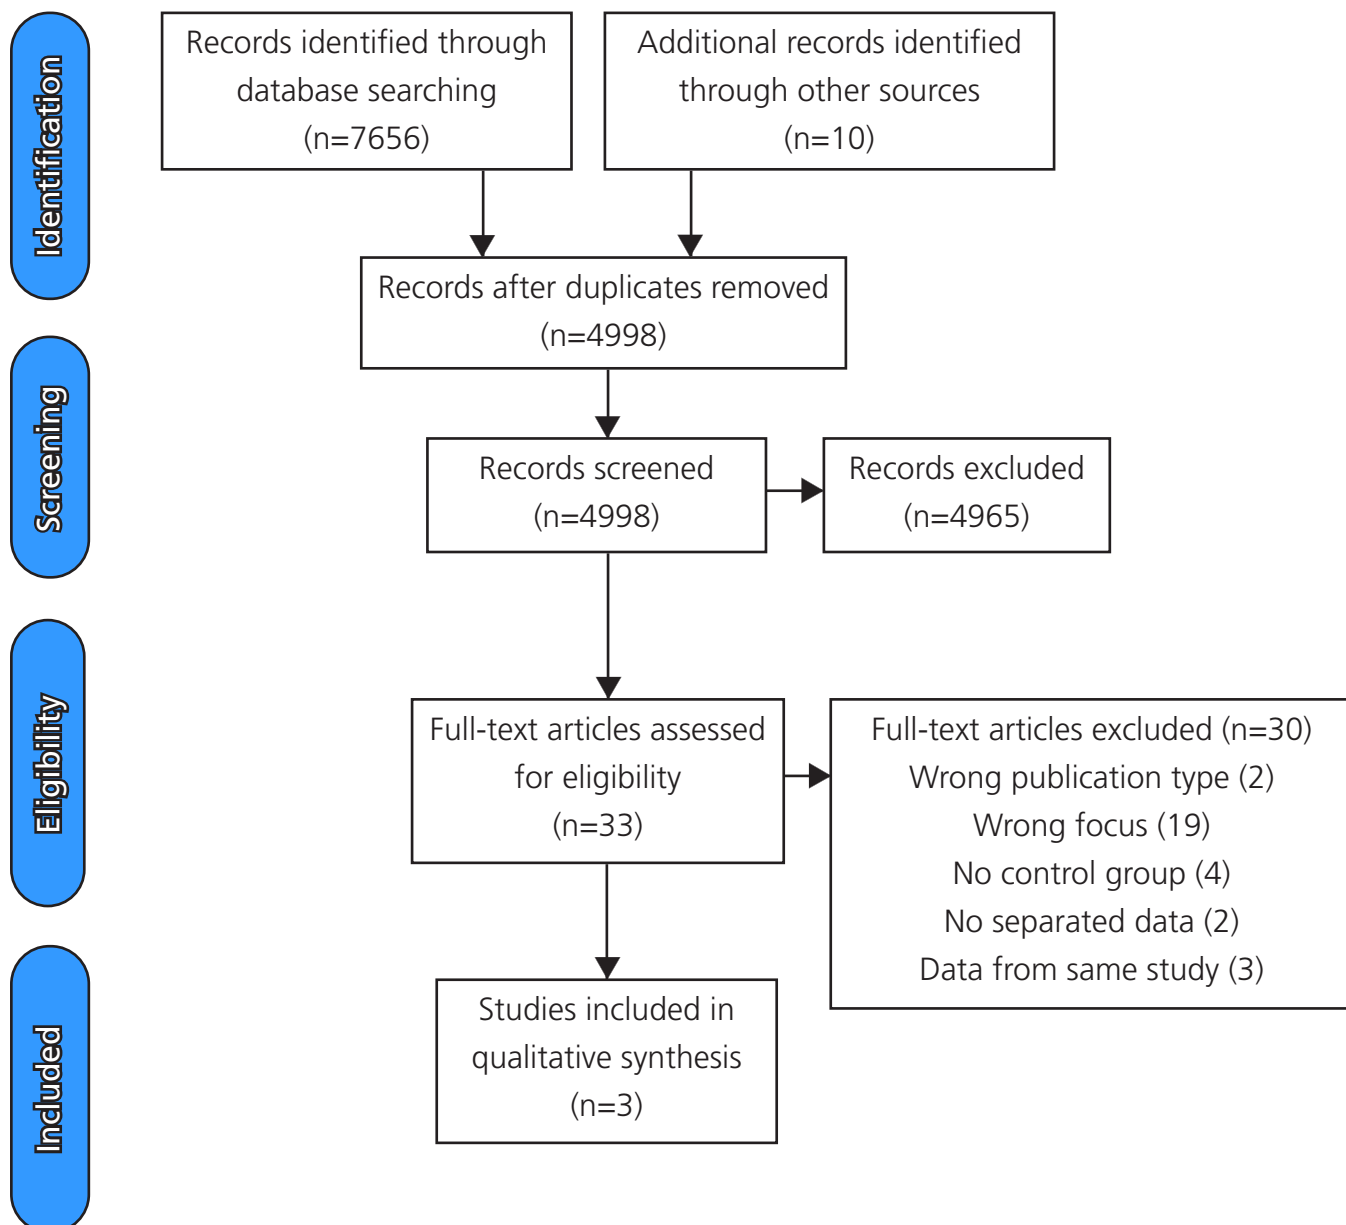 Identification
Records identified through
database searching
(n=7656)
Additional records identified
through other sources
(n=10)
Records after duplicates removed
(n=4998)
Screening
Records screened
(n=4998)
Records excluded
(n=4965)
Eligibility
Full-text articles assessed
for eligibility
(n=33)
Full-text articles excluded (n=30)
Wrong publication type (2)
Wrong focus (19)
No control group (4)
No separated data (2)
Data from same study (3)
Included
Studies included in
qualitative synthesis
(n=3)